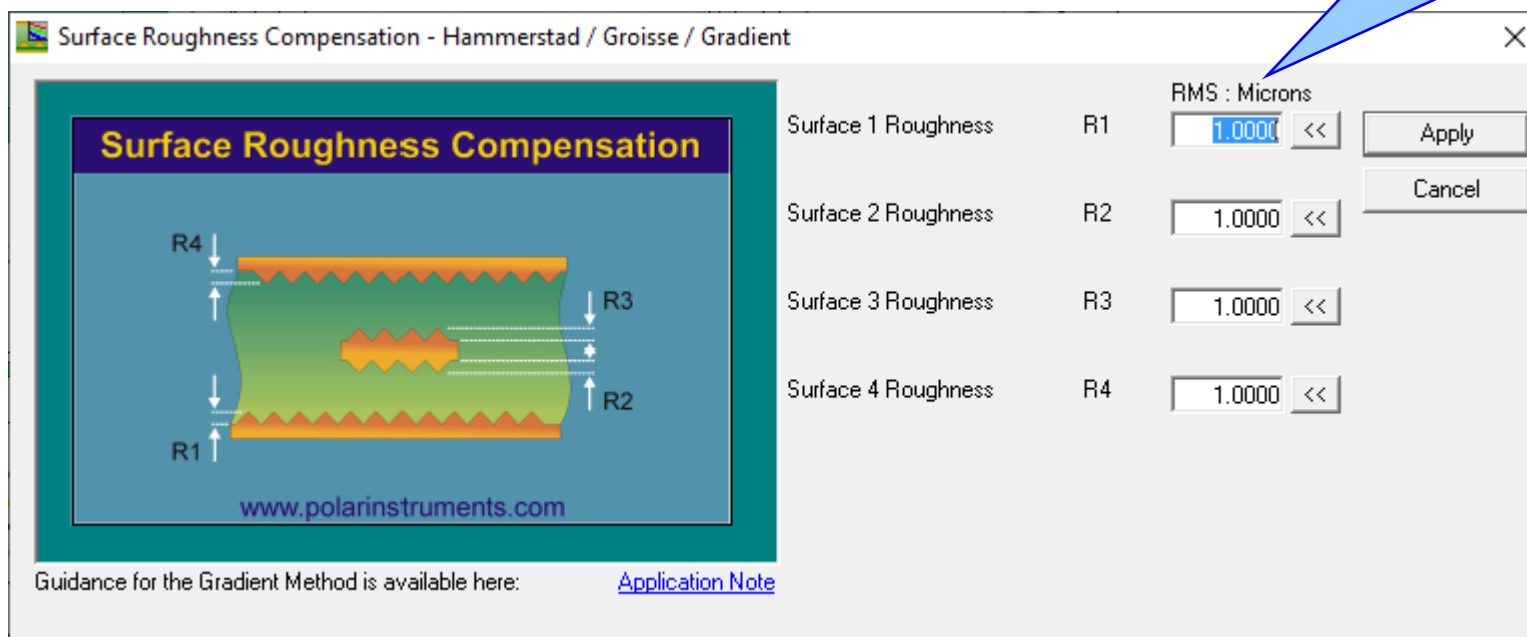 Surface Roughness Compensation - Hammerstad / Groisse / Gradient
Surface Roughness Compensation
R4
R3
R2
R1
www.polarinstruments.com
Guidance for the Gradient Method is available here: Application Note
RMS : Microns
Surface 1 Roughness R1 1.0000 <<
Surface 2 Roughness R2 1.0000 <<
Surface 3 Roughness R3 1.0000 <<
Surface 4 Roughness R4 1.0000 <<
Apply
Cancel